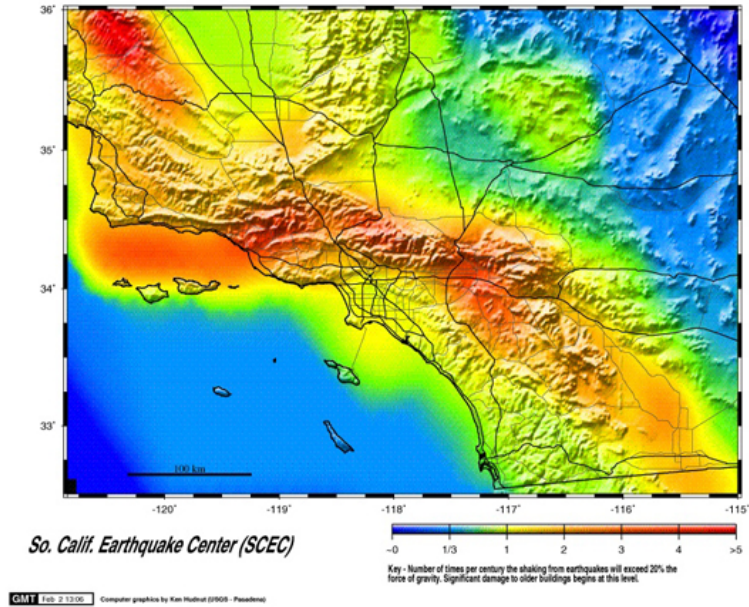 36˚
35˚
34˚
33˚
100 km
-120˚ -119˚ -118˚ -117˚ -116˚ -115˚
So. Calif. Earthquake Center (SCEC)
~0 1/3 1 2 3 4 >5
Key - Number of times per century the shaking from earthquakes will exceed 20% the
force of gravity. Significant damage to older buildings begins at this level.
GMT Feb 2 13:06 Computer graphics by Ken Hudnut (USGS - Pasadena)